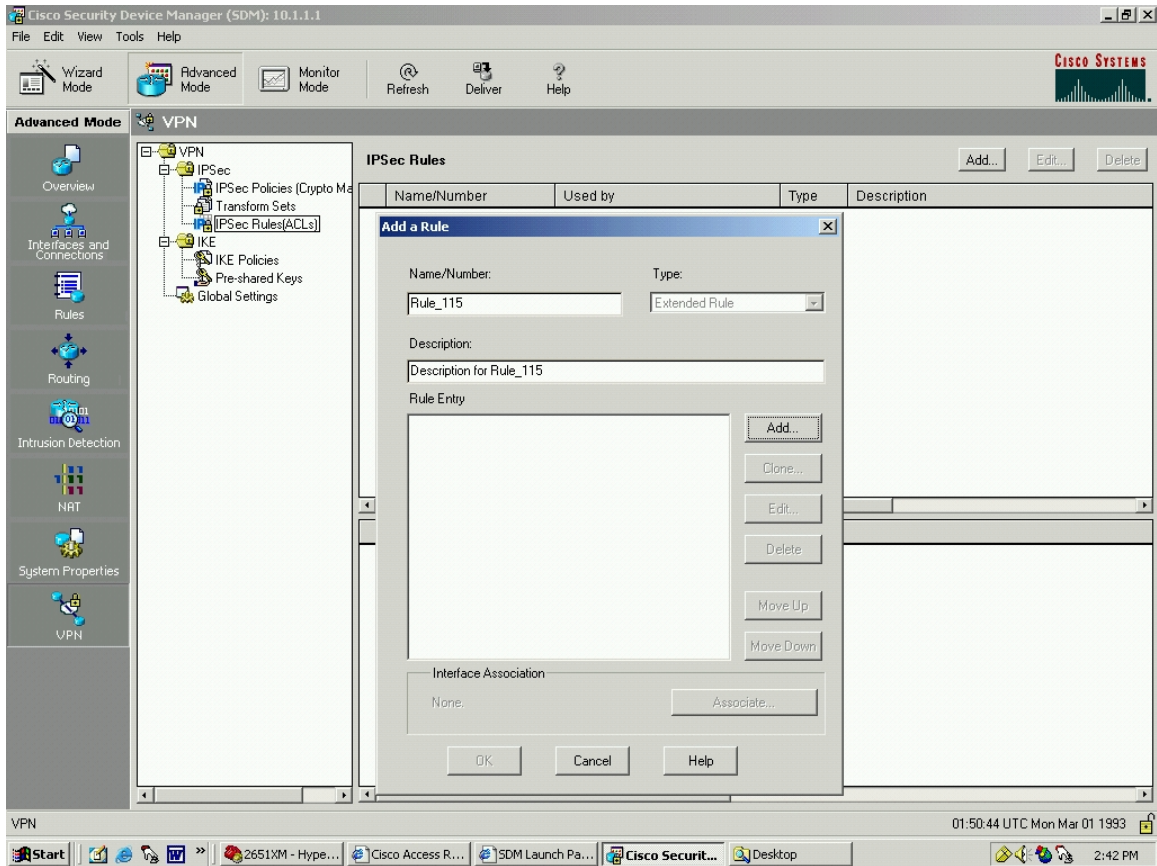 Cisco Security Device Manager (SDM): 10.1.1.1
File Edit View Tools Help
Wizard Mode
Advanced Mode
Monitor Mode
Refresh
Deliver
Help
CISCO SYSTEMS
Advanced Mode
VPN
Overview
Interfaces and Connections
Rules
Routing
Intrusion Detection
NAT
System Properties
VPN
VPN
IPSec
IPSec Policies (Crypto Ma
Transform Sets
IPSec Rules(ACLs)
IKE
IKE Policies
Pre-shared Keys
Global Settings
IPSec Rules
Add... Edit... Delete
Name/Number Used by Type Description
Add a Rule
Name/Number: Type:
Rule_115 Extended Rule
Description:
Description for Rule_115
Rule Entry
Add...
Clone...
Edit...
Delete
Move Up
Move Down
Interface Association
None. Associate...
OK Cancel Help
VPN 01:50:44 UTC Mon Mar 01 1993
Start 2651XM - Hype... Cisco Access R... SDM Launch Pa... Cisco Securit... Desktop 2:42 PM